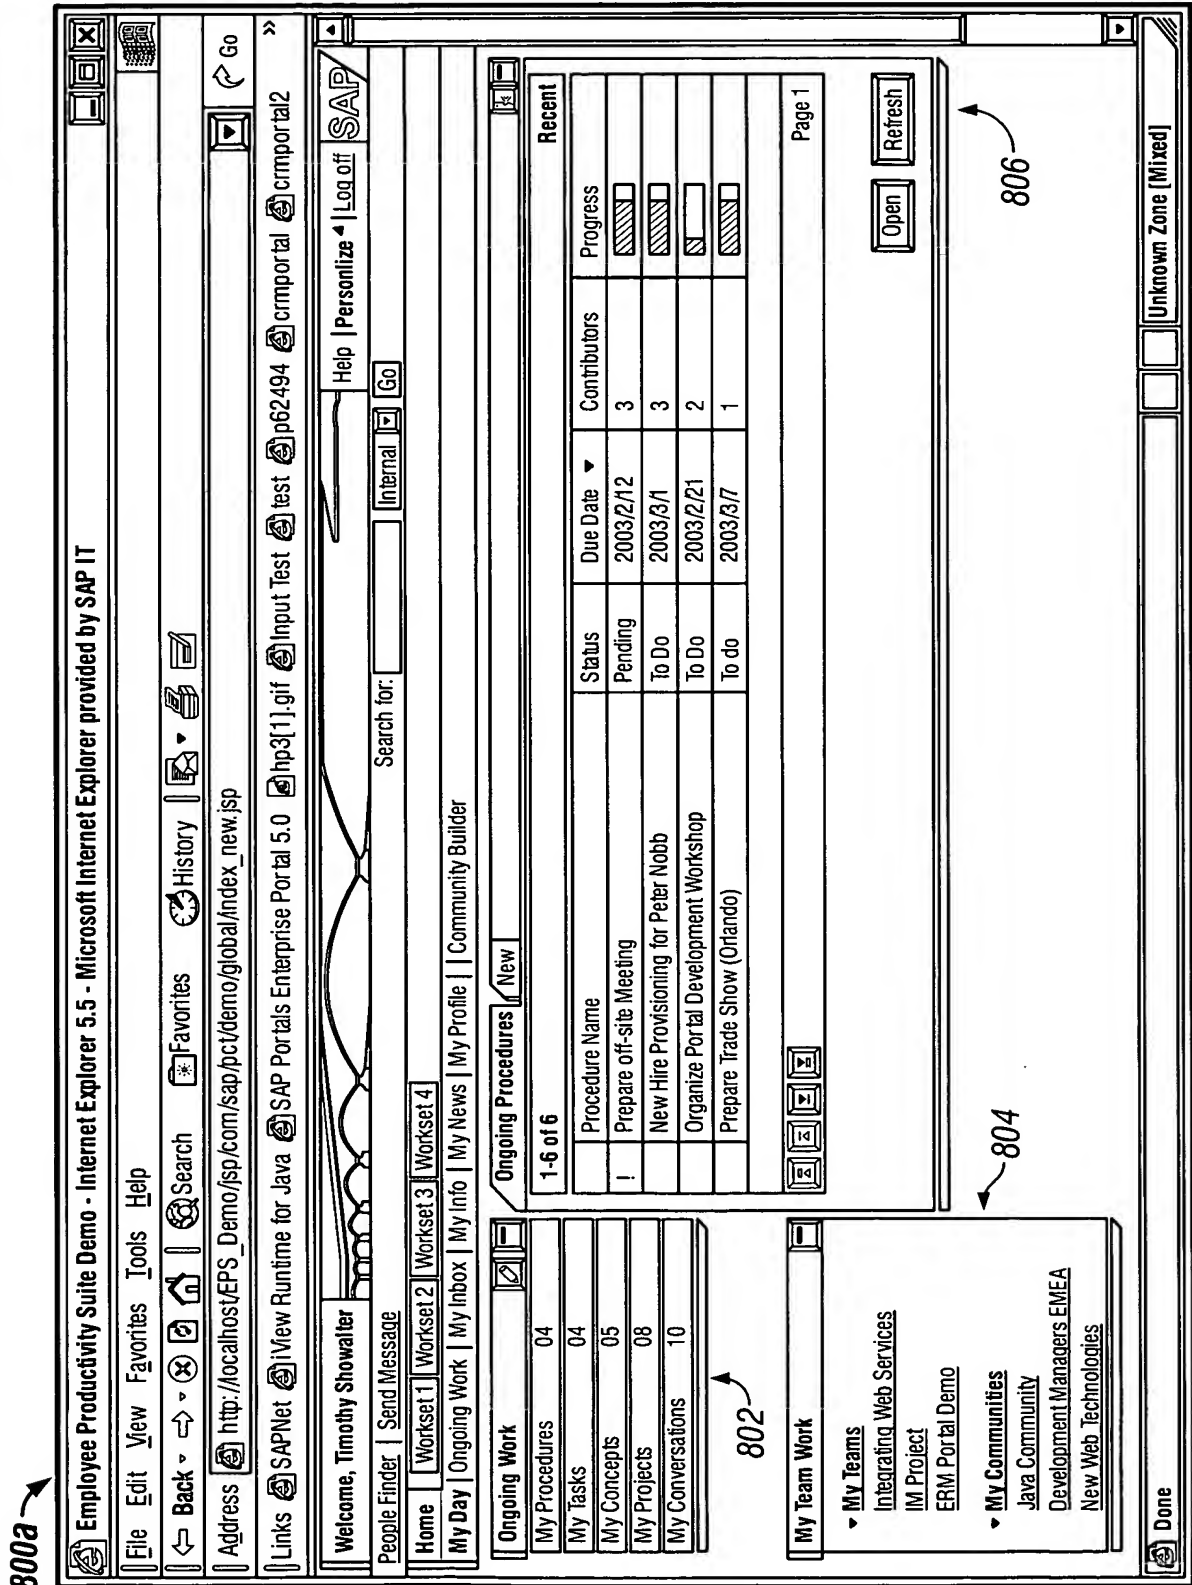 800a
Employee Productivity Suite Demo - Internet Explorer 5.5 - Microsoft Internet Explorer provided by SAP IT
File Edit View Favorites Tools Help
Back Search Favorites History
Address http://localhost/EPS_Demo/jsp/com/sap/pct/demo/global/index_new.jsp Go
Links SAPNet iView Runtime for Java SAP Portals Enterprise Portal 5.0 hp3[1].gif Input Test test p62494 crmportal crmportal2 »
Welcome, Timothy Showalter Help | Personlize | Log off SAP
People Finder | Send Message Search for: Internal Go
Home Workset 1 Workset 2 Workset 3 Workset 4
My Day | Ongoing Work | My Inbox | My Info | My News | My Profile | | Community Builder
Ongoing Work
My Procedures 04
My Tasks 04
My Concepts 05
My Projects 08
My Conversations 10
802
My Team Work
My Teams
Integrating Web Services
IM Project
ERM Portal Demo
My Communities
Java Community
Development Managers EMEA
New Web Technologies
804
Ongoing Procedures New
1-6 of 6 Recent
Procedure Name Status Due Date Contributors Progress
! Prepare off-site Meeting Pending 2003/2/12 3
New Hire Provisioning for Peter Nobb To Do 2003/3/1 3
Organize Portal Development Workshop To Do 2003/2/21 2
Prepare Trade Show (Orlando) To do 2003/3/7 1
Page 1
Open Refresh
806
Done Unknown Zone [Mixed]